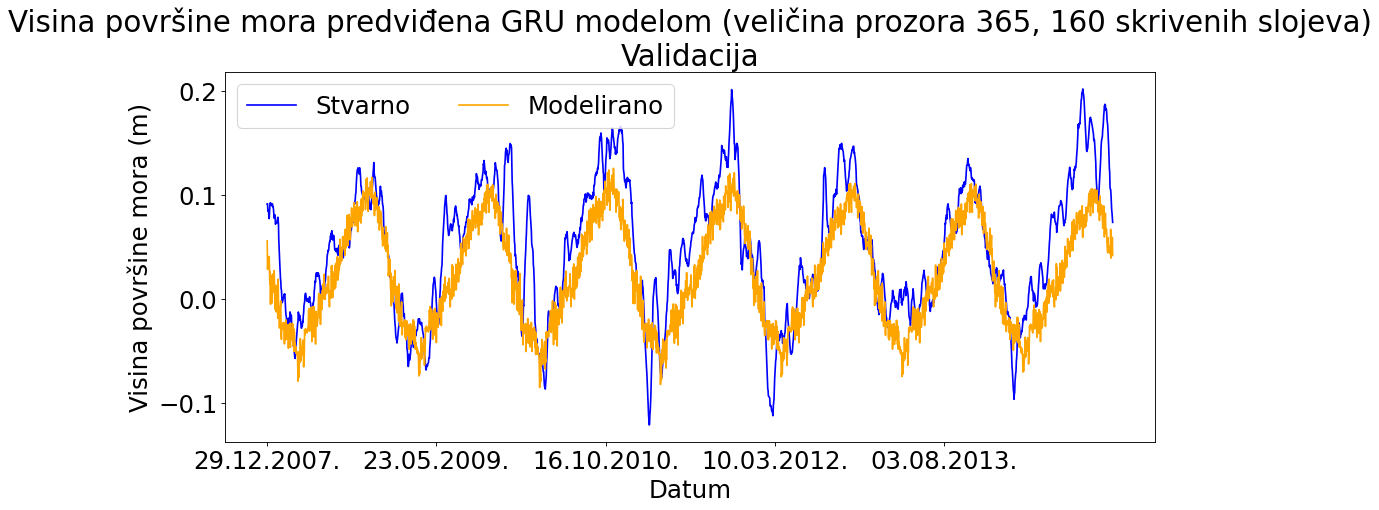 Visina površine mora predviđena GRU modelom (veličina prozora 365, 160 skrivenih slojeva)
Validacija
Stvarno
Modelirano
Visina površine mora (m)
0.2
0.1
0.0
−0.1
29.12.2007.
23.05.2009.
16.10.2010.
10.03.2012.
03.08.2013.
Datum